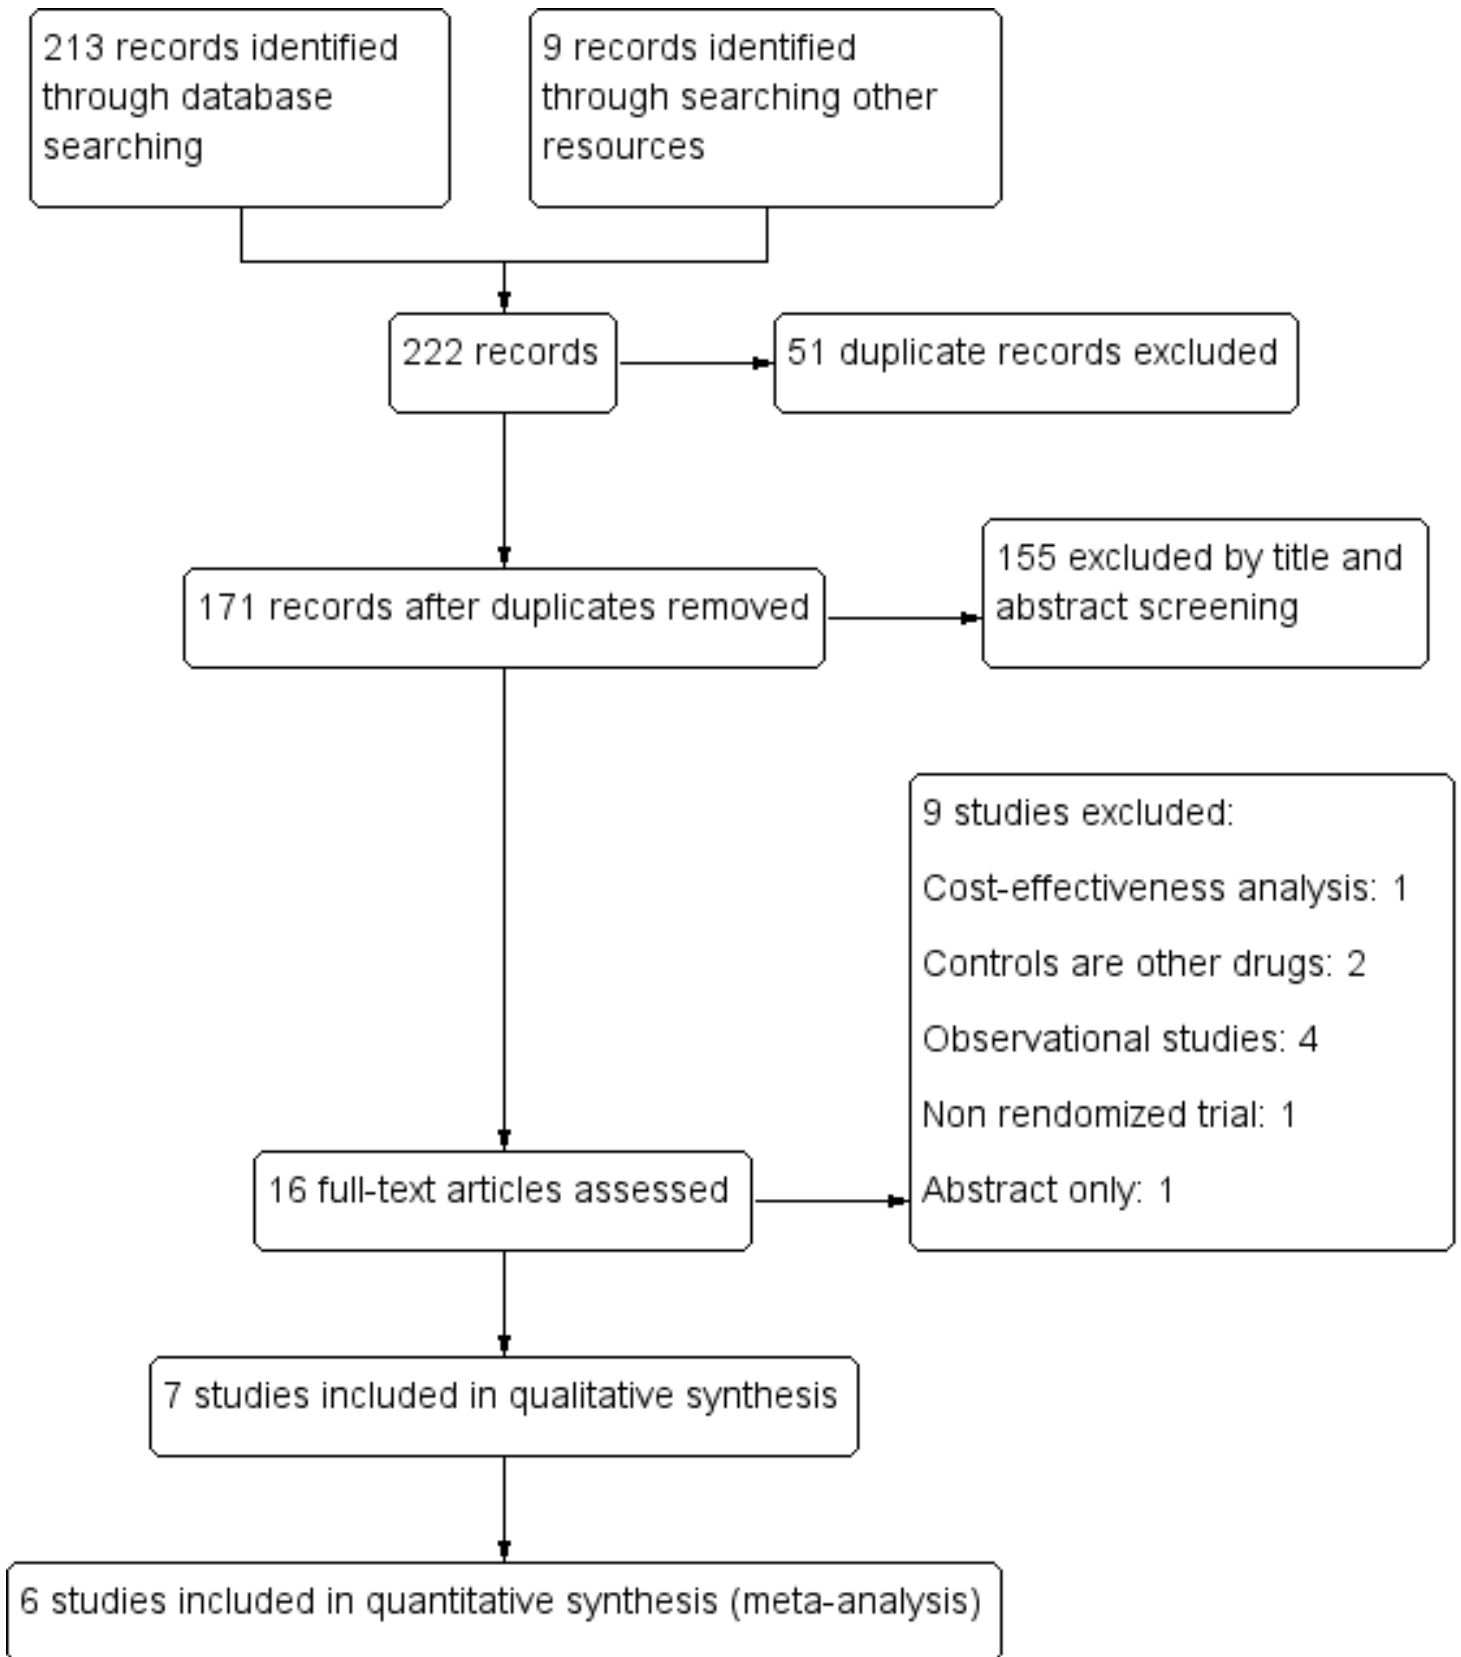 213 records identified
through database
searching
9 records identified
through searching other
resources
222 records
51 duplicate records excluded
171 records after duplicates removed
155 excluded by title and
abstract screening
9 studies excluded:
Cost-effectiveness analysis: 1
Controls are other drugs: 2
Observational studies: 4
Non rendomized trial: 1
Abstract only: 1
16 full-text articles assessed
7 studies included in qualitative synthesis
6 studies included in quantitative synthesis (meta-analysis)